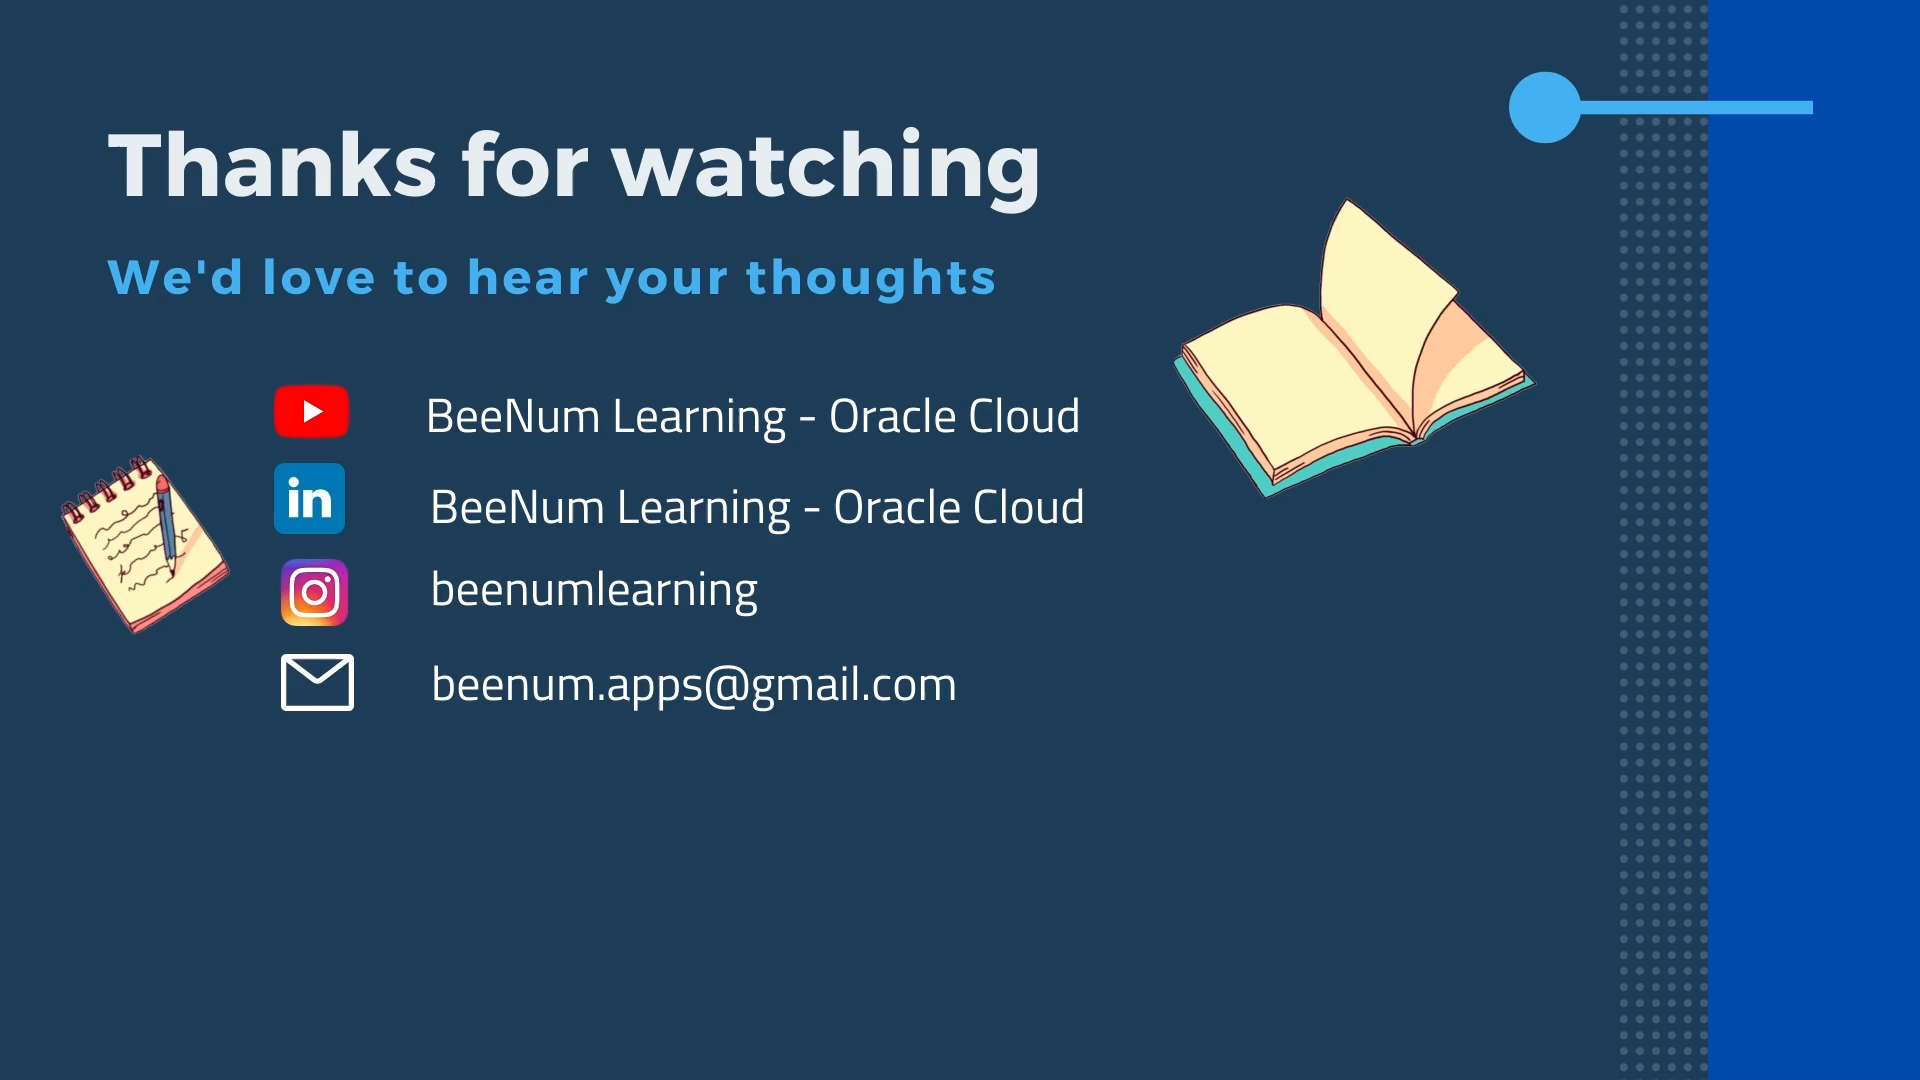 Thanks for watching
We'd love to hear your thoughts
BeeNum Learning - Oracle Cloud
in
BeeNum Learning - Oracle Cloud
beenumlearning
beenum.apps@gmail.com